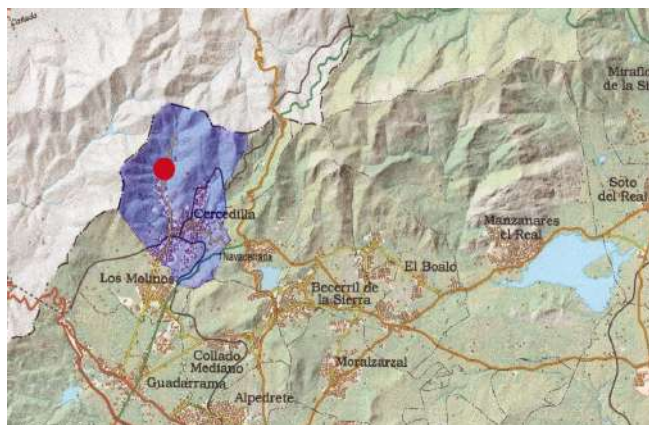 Miraflo
de la Si
Soto
del Real
Cercedilla
Manzanares
el Real
Navacerrada
El Boalo
Los Molinos
Becerril de
la Sierra
Collado
Mediano
Moralzarzal
Guadarrama
Alpedrete